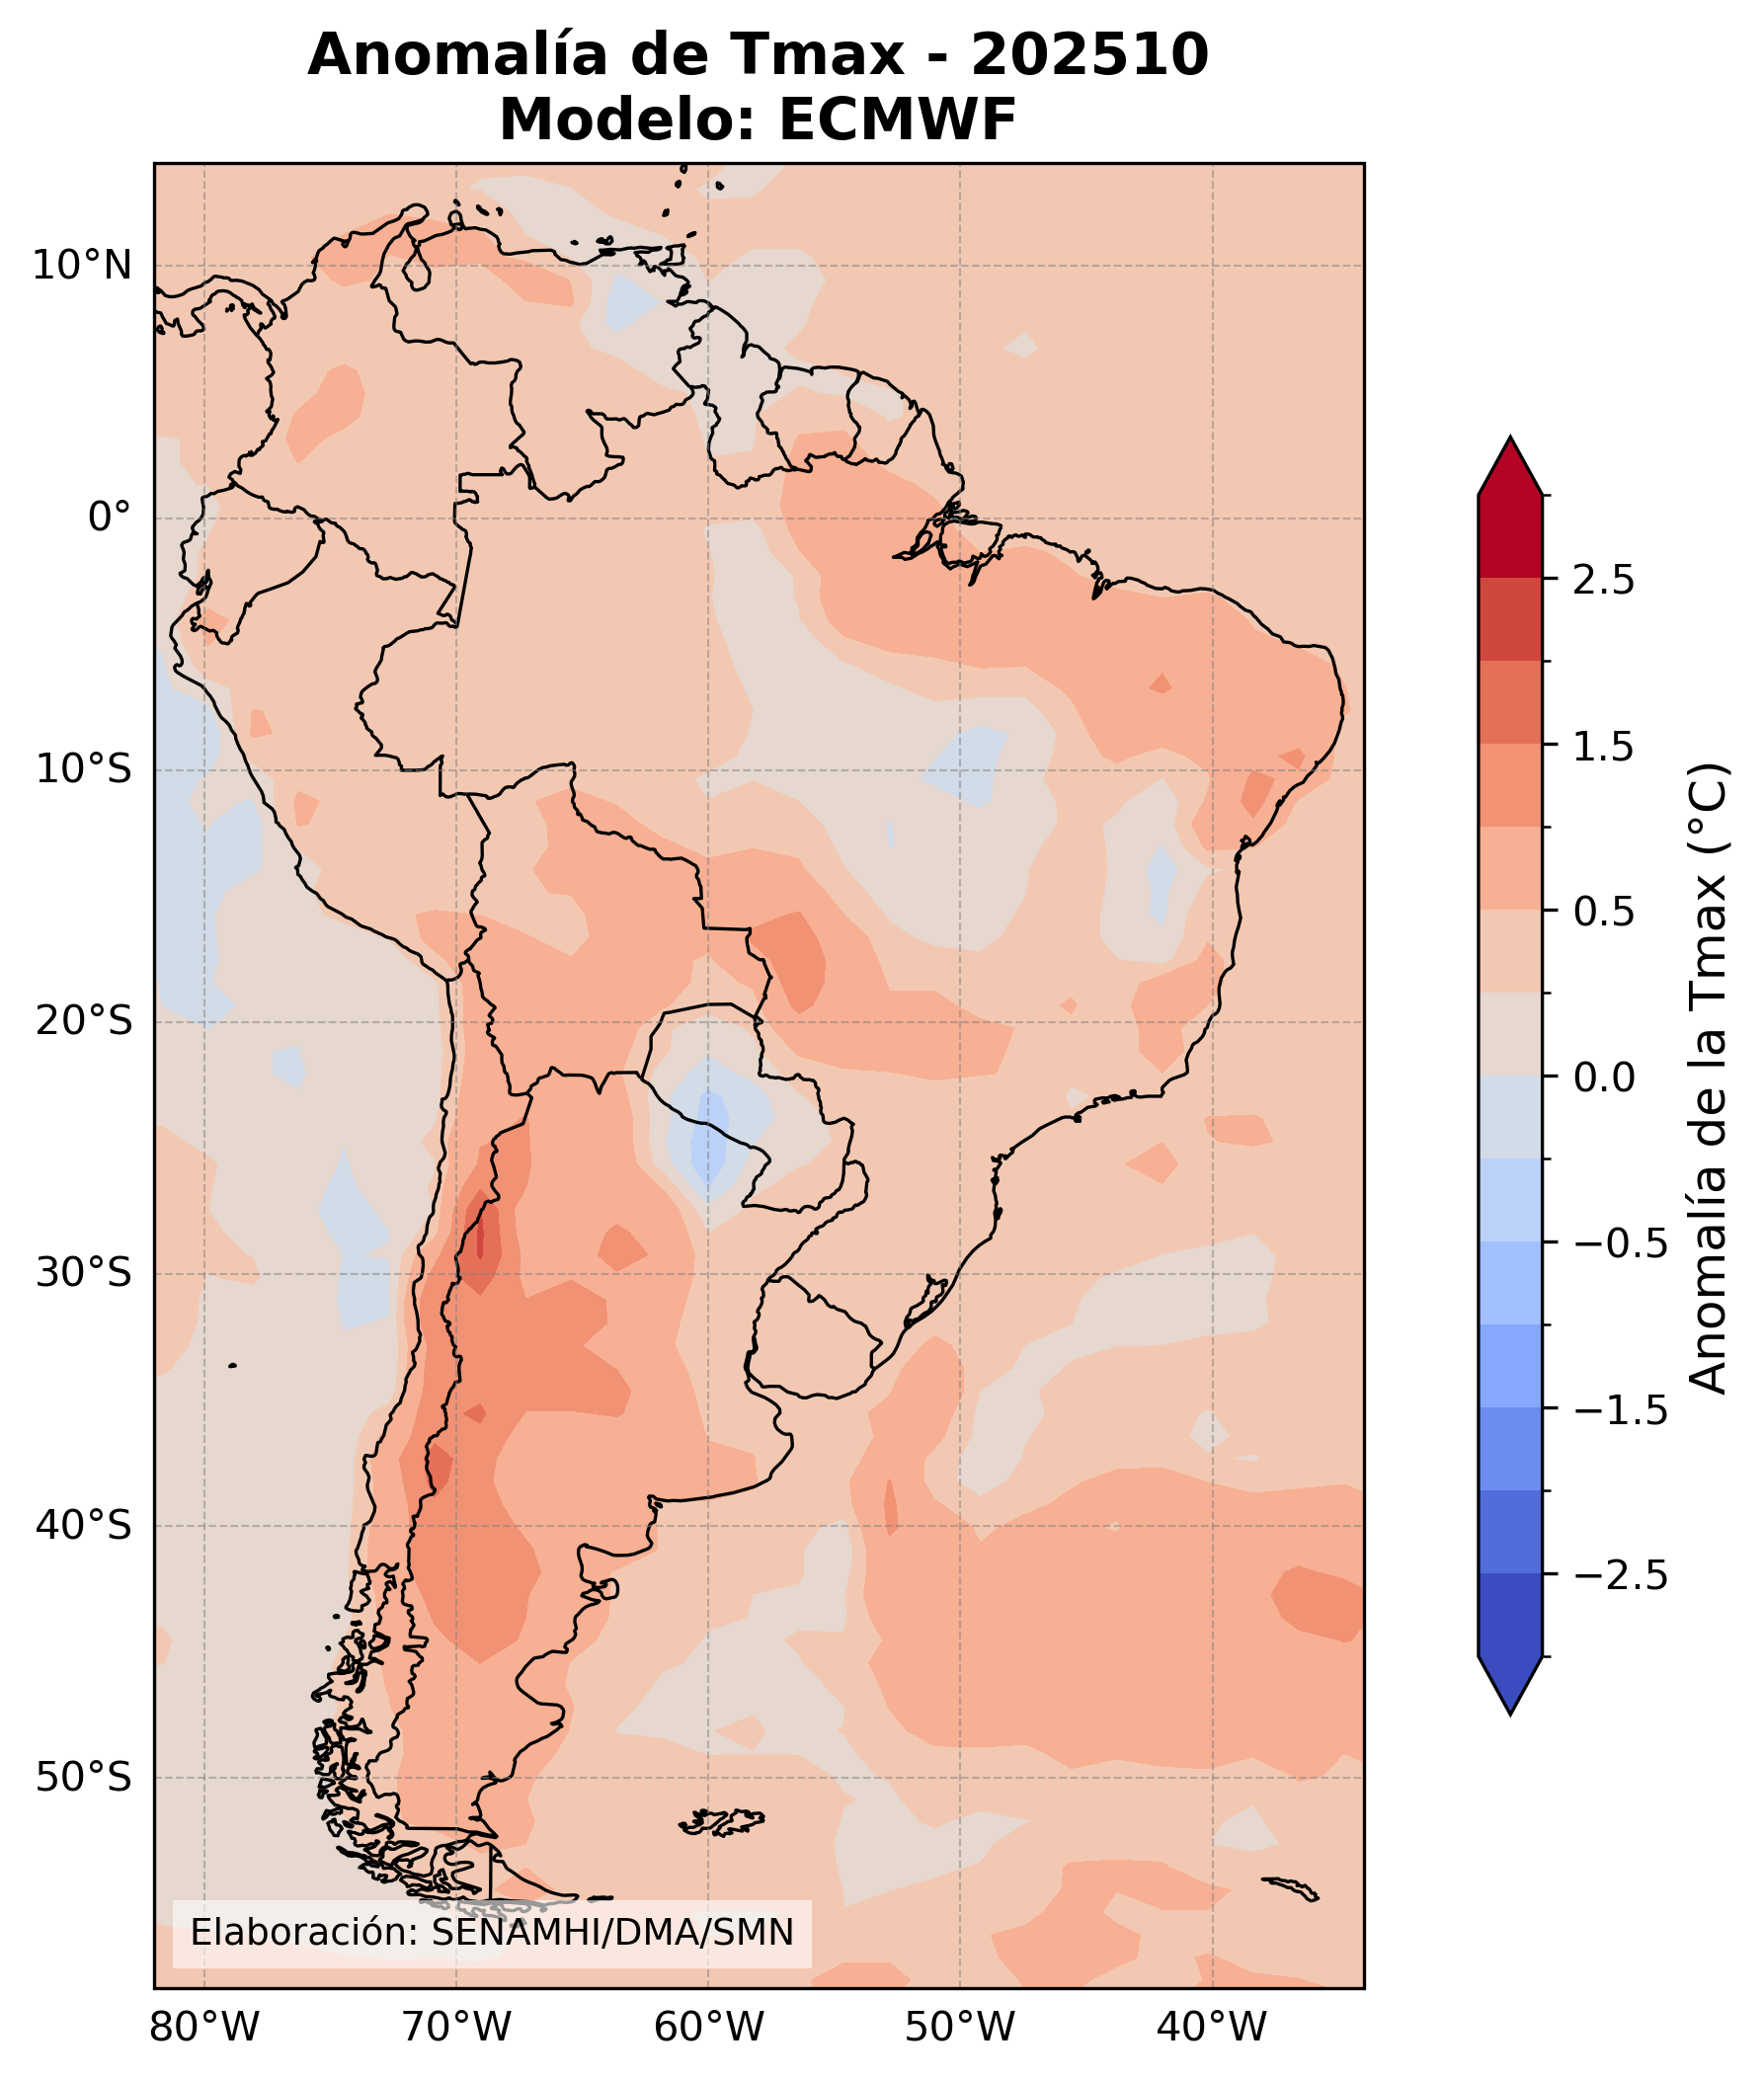 Anomalía de Tmax - 202510
Modelo: ECMWF
10°N
0°
10°S
20°S
30°S
40°S
50°S
80°W
70°W
60°W
50°W
40°W
Elaboración: SENAMHI/DMA/SMN
2.5
1.5
0.5
0.0
−0.5
−1.5
−2.5
Anomalía de la Tmax (°C)